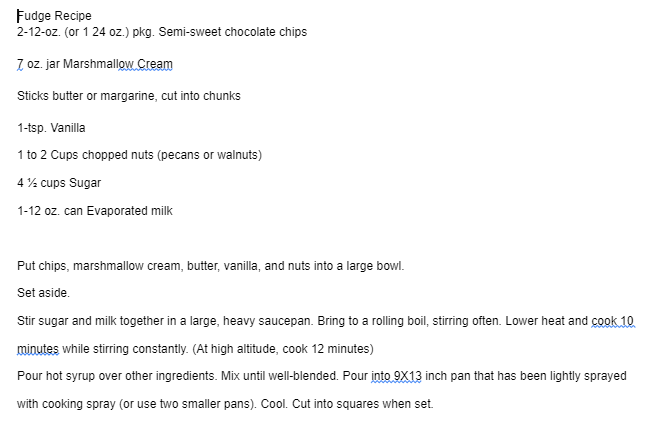 Fudge Recipe
2-12-oz. (or 1 24 oz.) pkg. Semi-sweet chocolate chips
7 oz. jar Marshmallow Cream
Sticks butter or margarine, cut into chunks
1-tsp. Vanilla
1 to 2 Cups chopped nuts (pecans or walnuts)
4 ½ cups Sugar
1-12 oz. can Evaporated milk
Put chips, marshmallow cream, butter, vanilla, and nuts into a large bowl.
Set aside.
Stir sugar and milk together in a large, heavy saucepan. Bring to a rolling boil, stirring often. Lower heat and cook 10
minutes while stirring constantly. (At high altitude, cook 12 minutes)
Pour hot syrup over other ingredients. Mix until well-blended. Pour into 9X13 inch pan that has been lightly sprayed
with cooking spray (or use two smaller pans). Cool. Cut into squares when set.